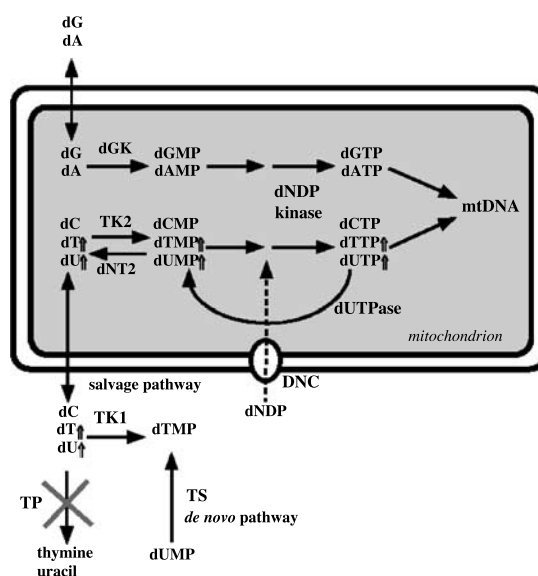 dG
dA
dG dGK dGMP dGTP
dA dAMP dATP
dNDP
kinase
mtDNA
dC TK2 dCMP dCTP
dT⇑ dTMP⇑ dTTP⇑
dU⇑ dNT2 dUMP⇑ dUTP⇑
dUTPase
mitochondrion
salvage pathway
DNC
dNDP
dC
dT⇑ TK1 dTMP
dU⇑
TP
TS
de novo pathway
thymine
uracil
dUMP